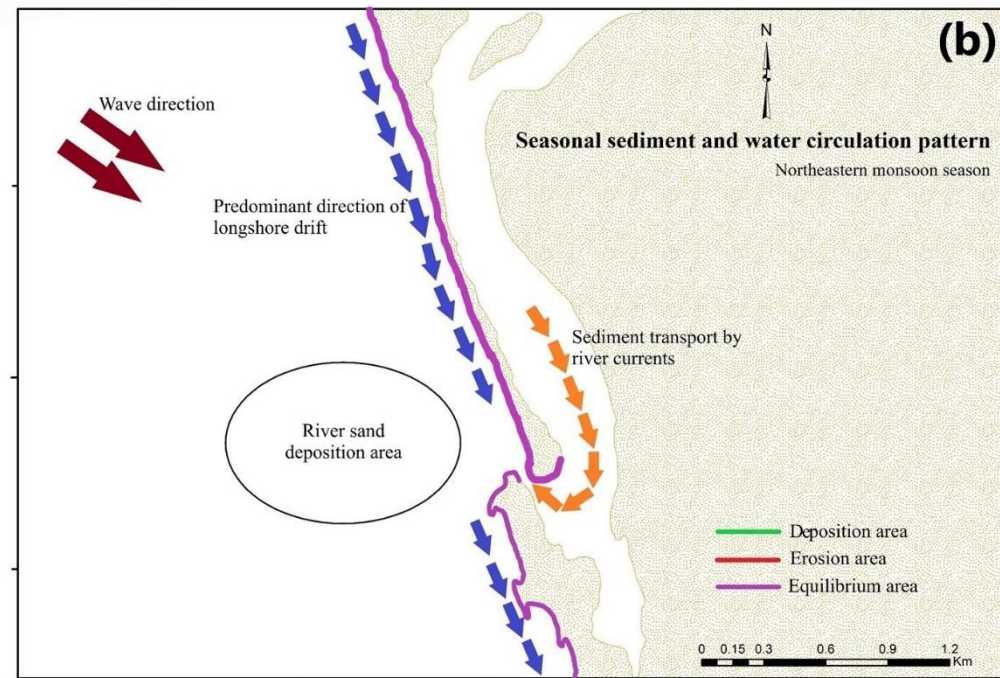 (b)
N
Wave direction
Seasonal sediment and water circulation pattern
Northeastern monsoon season
Predominant direction of
longshore drift
Sediment transport by
river currents
River sand
deposition area
Deposition area
Erosion area
Equilibrium area
0 0.15 0.3 0.6 0.9 1.2
Km